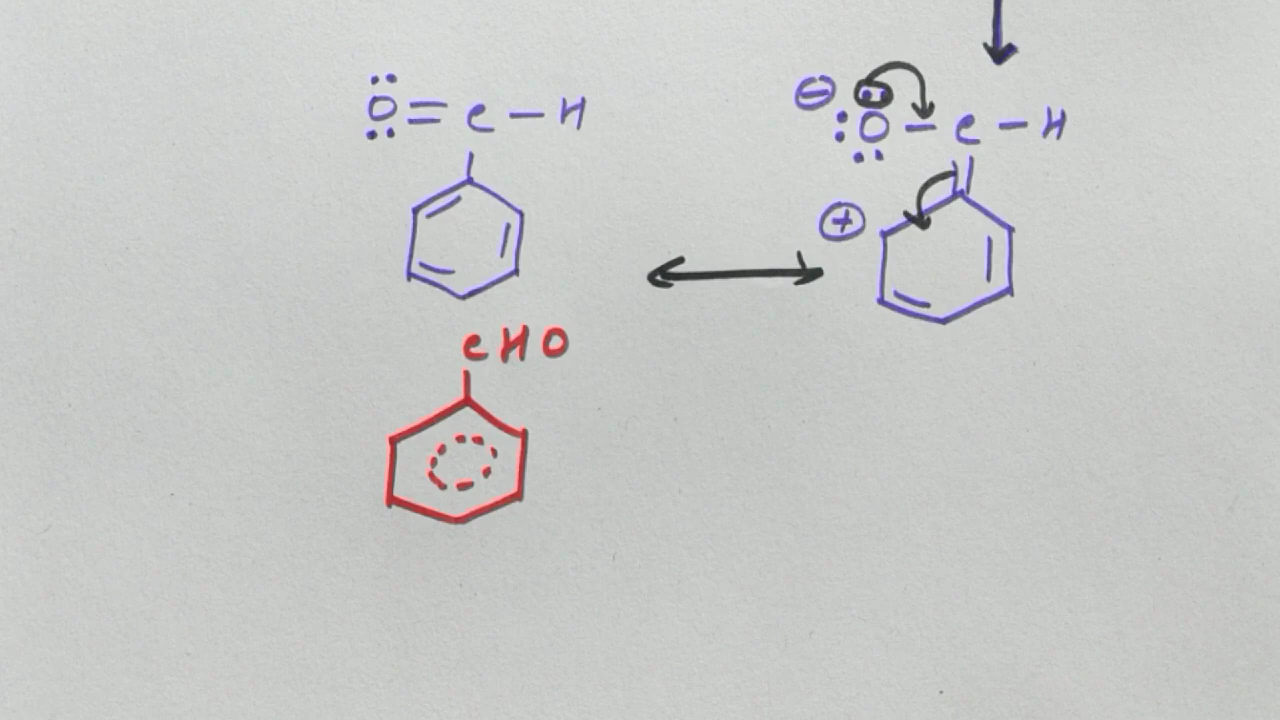 O = C – H
⊖ :O – C – H
⊕
CHO